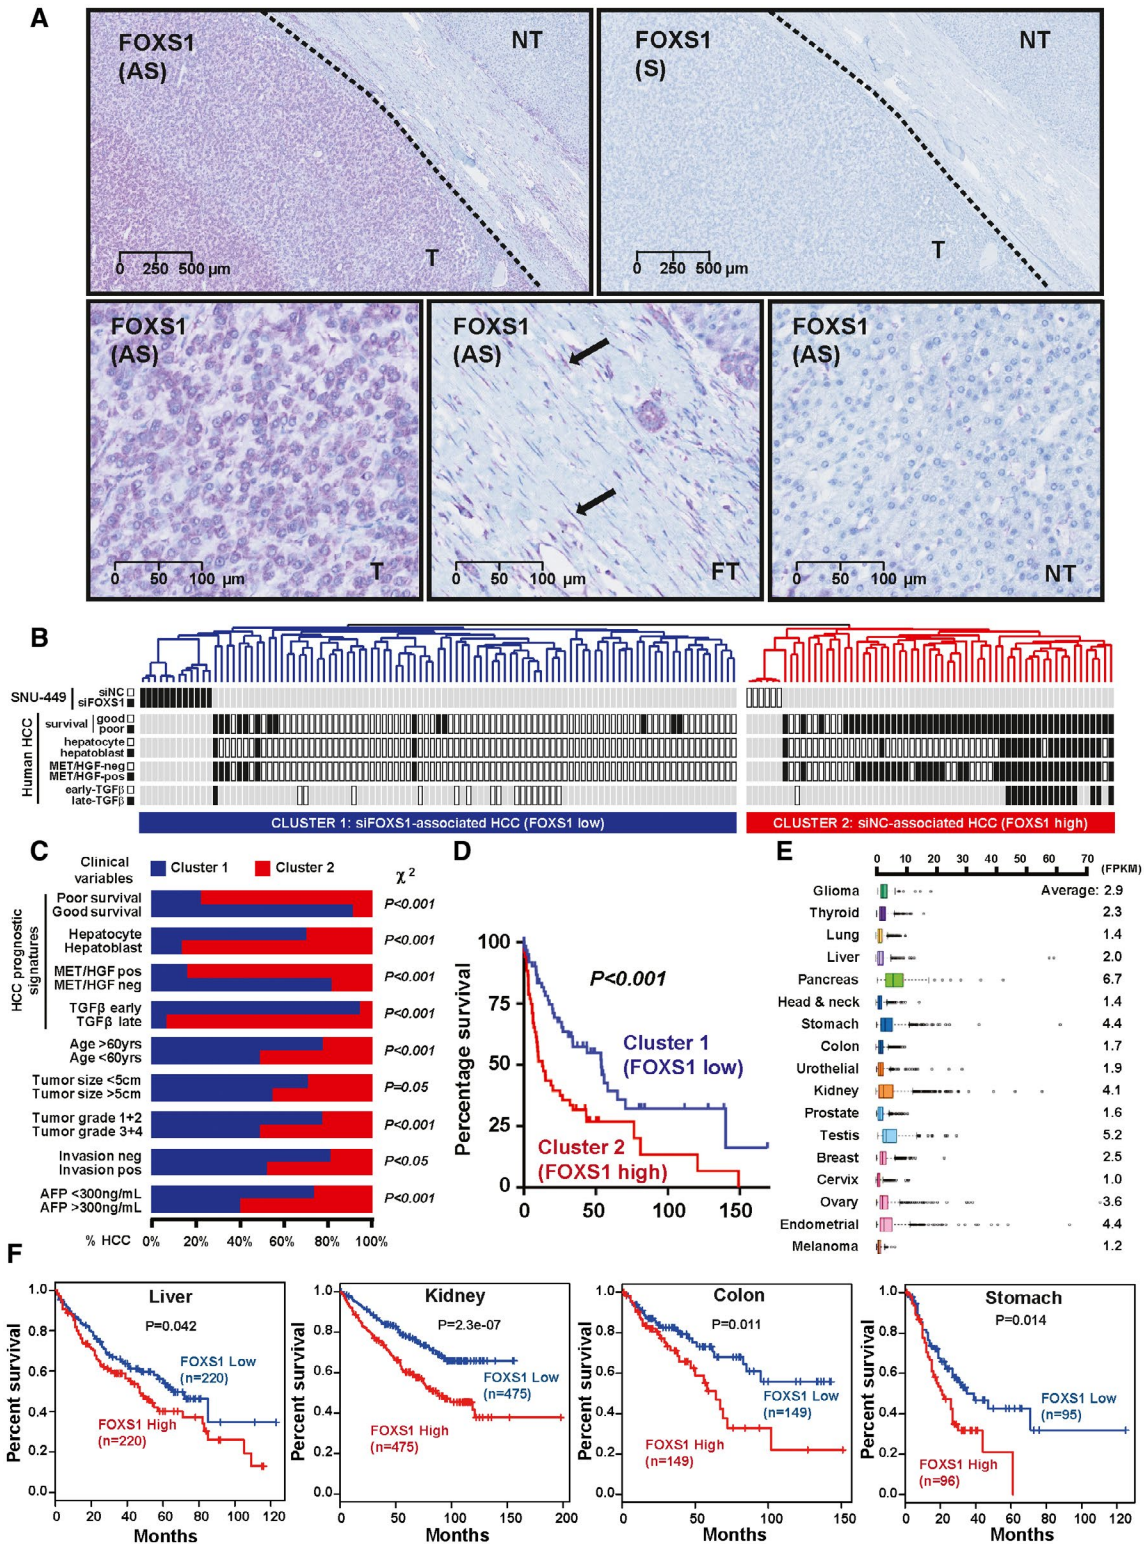 A
FOXS1
(AS)
NT
T
0 250 500 µm
FOXS1
(S)
NT
T
0 250 500 µm
FOXS1
(AS)
0 50 100 µm
T
FOXS1
(AS)
0 50 100 µm
FT
FOXS1
(AS)
0 50 100 µm
NT
B
SNU-449
siNC
siFOXS1
Human HCC
survival
good
poor
hepatocyte
hepatoblast
MET/HGF-neg
MET/HGF-pos
early-TGFβ
late-TGFβ
CLUSTER 1: siFOXS1-associated HCC (FOXS1 low)
CLUSTER 2: siNC-associated HCC (FOXS1 high)
C
Clinical
variables
Cluster 1
Cluster 2
χ2
HCC prognostic
signatures
Poor survival
Good survival
P<0.001
Hepatocyte
Hepatoblast
P<0.001
MET/HGF pos
MET/HGF neg
P<0.001
TGFβ early
TGFβ late
P<0.001
Age >60yrs
Age <60yrs
P<0.001
Tumor size <5cm
Tumor size >5cm
P=0.05
Tumor grade 1+2
Tumor grade 3+4
P<0.001
Invasion neg
Invasion pos
P<0.05
AFP <300ng/mL
AFP >300ng/mL
P<0.001
% HCC 0% 20% 40% 60% 80% 100%
D
Percentage survival
100
75
50
25
0
P<0.001
Cluster 1
(FOXS1 low)
Cluster 2
(FOXS1 high)
0 50 100 150
E
0 10 20 30 40 50 60 70
(FPKM)
Glioma Average: 2.9
Thyroid 2.3
Lung 1.4
Liver 2.0
Pancreas 6.7
Head & neck 1.4
Stomach 4.4
Colon 1.7
Urothelial 1.9
Kidney 4.1
Prostate 1.6
Testis 5.2
Breast 2.5
Cervix 1.0
Ovary 3.6
Endometrial 4.4
Melanoma 1.2
F
Percent survival
1.0
0.8
0.6
0.4
0.2
0.0
Liver
P=0.042
FOXS1 Low
(n=220)
FOXS1 High
(n=220)
0 20 40 60 80 100 120
Months
Percent survival
1.0
0.8
0.6
0.4
0.2
0.0
Kidney
P=2.3e-07
FOXS1 Low
(n=475)
FOXS1 High
(n=475)
0 50 100 150 200
Months
Percent survival
1.0
0.8
0.6
0.4
0.2
0.0
Colon
P=0.011
FOXS1 Low
(n=149)
FOXS1 High
(n=149)
0 50 100 150
Months
Percent survival
1.0
0.8
0.6
0.4
0.2
0.0
Stomach
P=0.014
FOXS1 Low
(n=95)
FOXS1 High
(n=96)
0 20 40 60 80 100 120
Months